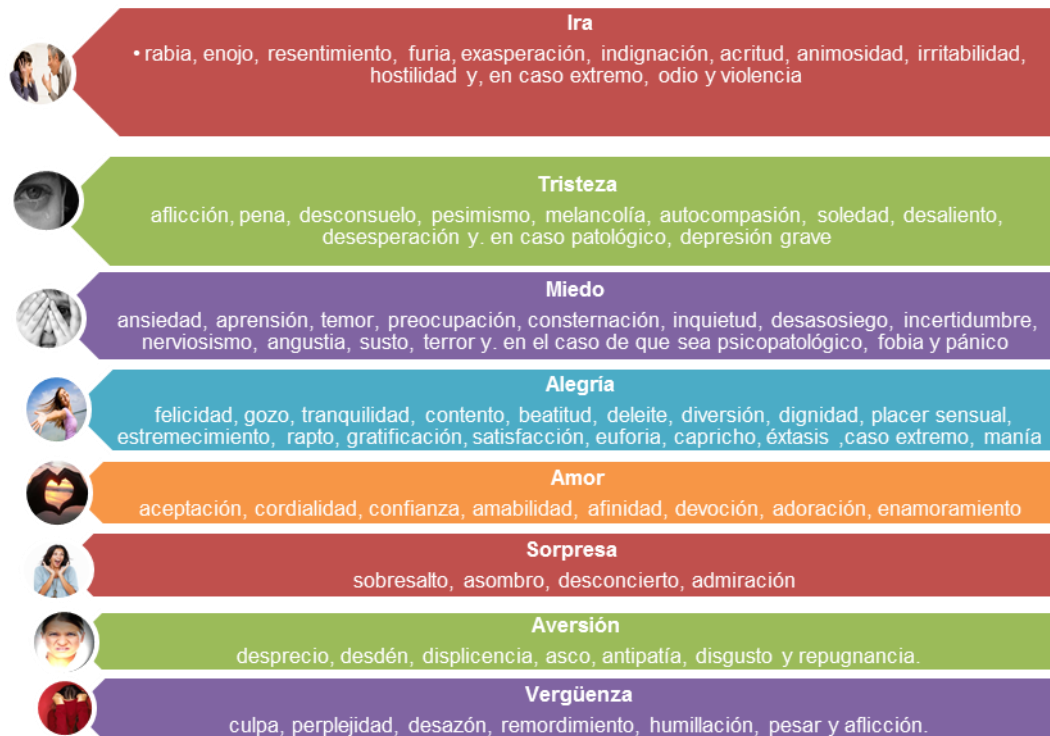 Ira
• rabia, enojo, resentimiento, furia, exasperación, indignación, acritud, animosidad, irritabilidad,
hostilidad y, en caso extremo, odio y violencia
Tristeza
aflicción, pena, desconsuelo, pesimismo, melancolía, autocompasión, soledad, desaliento,
desesperación y. en caso patológico, depresión grave
Miedo
ansiedad, aprensión, temor, preocupación, consternación, inquietud, desasosiego, incertidumbre,
nerviosismo, angustia, susto, terror y. en el caso de que sea psicopatológico, fobia y pánico
Alegría
felicidad, gozo, tranquilidad, contento, beatitud, deleite, diversión, dignidad, placer sensual,
estremecimiento, rapto, gratificación, satisfacción, euforia, capricho, éxtasis ,caso extremo, manía
Amor
aceptación, cordialidad, confianza, amabilidad, afinidad, devoción, adoración, enamoramiento
Sorpresa
sobresalto, asombro, desconcierto, admiración
Aversión
desprecio, desdén, displicencia, asco, antipatía, disgusto y repugnancia.
Vergüenza
culpa, perplejidad, desazón, remordimiento, humillación, pesar y aflicción.